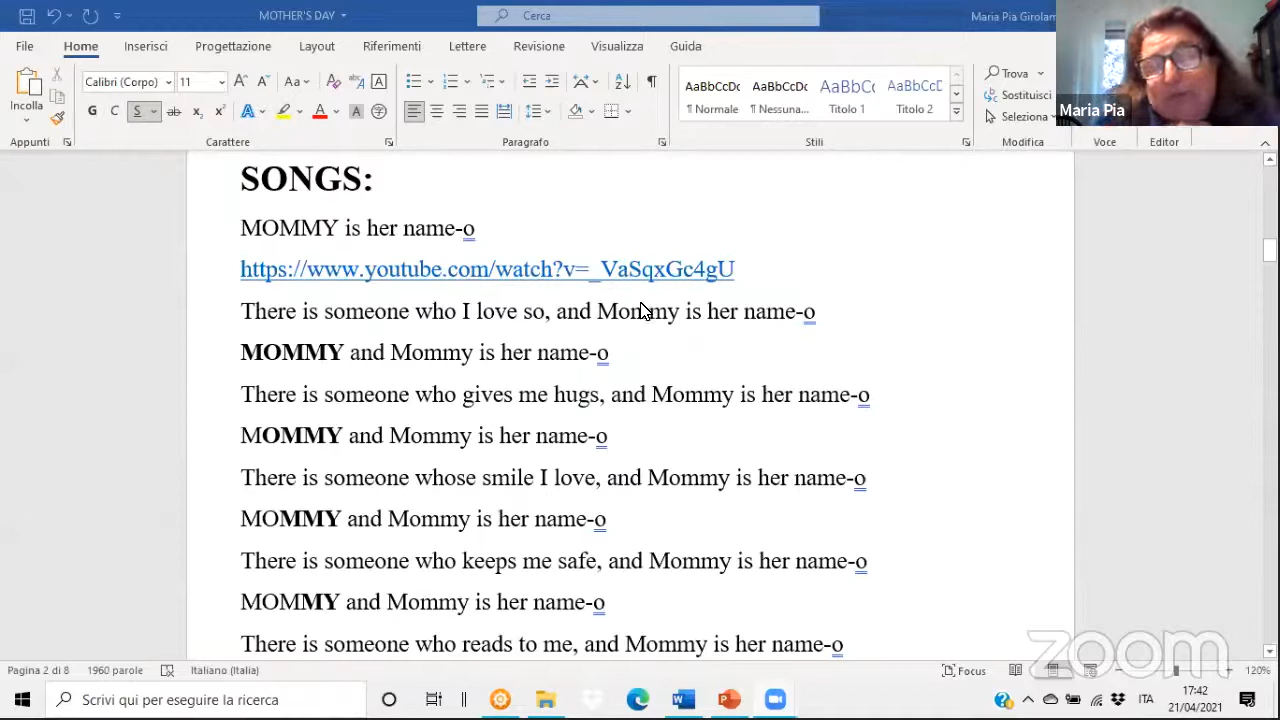 MOTHER'S DAY
Cerca
Maria Pia Girolam
File Home Inserisci Progettazione Layout Riferimenti Lettere Revisione Visualizza Guida
Incolla
Calibri (Corpo) 11
G C S ab x₂ x²
AaBbCcDc AaBbCcDc AaBbCc AaBbCcD
¶ Normale ¶ Nessuna... Titolo 1 Titolo 2
Trova
Sostituisci
Seleziona
Maria Pia
Appunti Carattere Paragrafo Stili Modifica Voce Editor
SONGS:
MOMMY is her name-o
https://www.youtube.com/watch?v=_VaSqxGc4gU
There is someone who I love so, and Mommy is her name-o
MOMMY and Mommy is her name-o
There is someone who gives me hugs, and Mommy is her name-o
MOMMY and Mommy is her name-o
There is someone whose smile I love, and Mommy is her name-o
MOMMY and Mommy is her name-o
There is someone who keeps me safe, and Mommy is her name-o
MOMMY and Mommy is her name-o
There is someone who reads to me, and Mommy is her name-o
zoom
Pagina 2 di 8 1960 parole Italiano (Italia) Focus 120%
Scrivi qui per eseguire la ricerca
ITA
17:42
21/04/2021